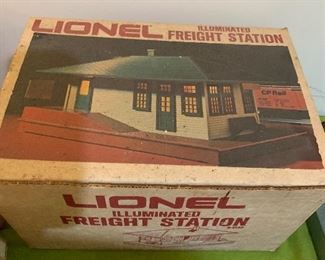 LIONEL ILLUMINATED
FREIGHT STATION
CP Rail
LIONEL
ILLUMINATED
FREIGHT STATION